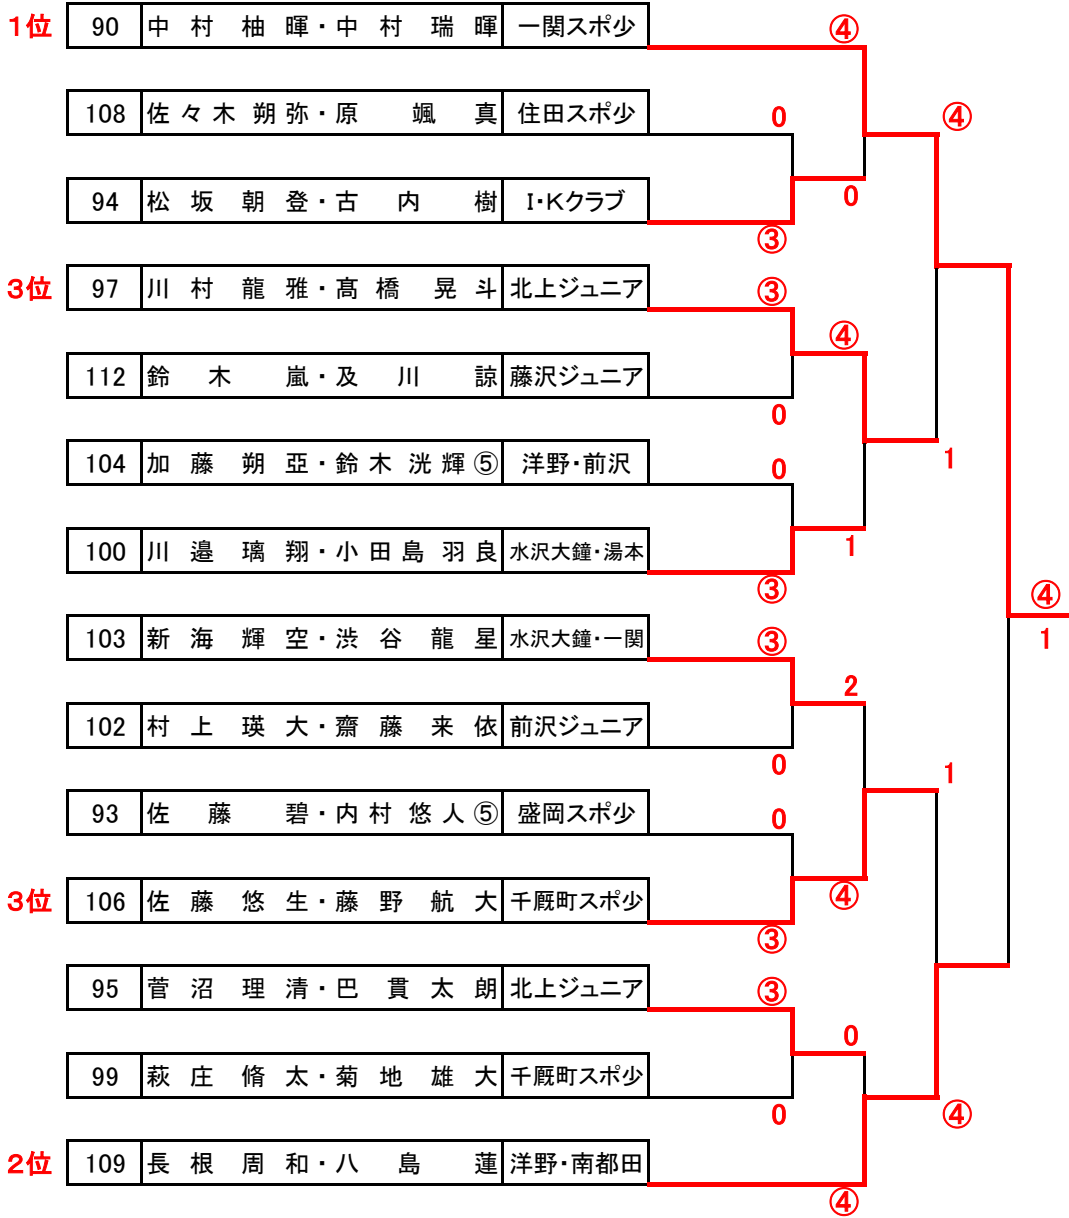 1位 90 中村柚暉・中村瑞暉 一関スポ少
④
108 佐々木朔弥・原颯真 住田スポ少
0
④
94 松坂朝登・古内樹 I・Kクラブ
0
③
3位 97 川村龍雅・髙橋晃斗 北上ジュニア
③
④
112 鈴木嵐・及川諒 藤沢ジュニア
0
104 加藤朔亞・鈴木洸輝⑤ 洋野・前沢
0
1
100 川邉璃翔・小田島羽良 水沢大鐘・湯本
1
③
④
103 新海輝空・渋谷龍星 水沢大鐘・一関
③
1
2
102 村上瑛大・齋藤来依 前沢ジュニア
0
1
93 佐藤碧・内村悠人⑤ 盛岡スポ少
0
3位 106 佐藤悠生・藤野航大 千厩町スポ少
④
③
95 菅沼理清・巴貫太朗 北上ジュニア
③
0
99 萩庄脩太・菊地雄大 千厩町スポ少
0
④
2位 109 長根周和・八島蓮 洋野・南都田
④